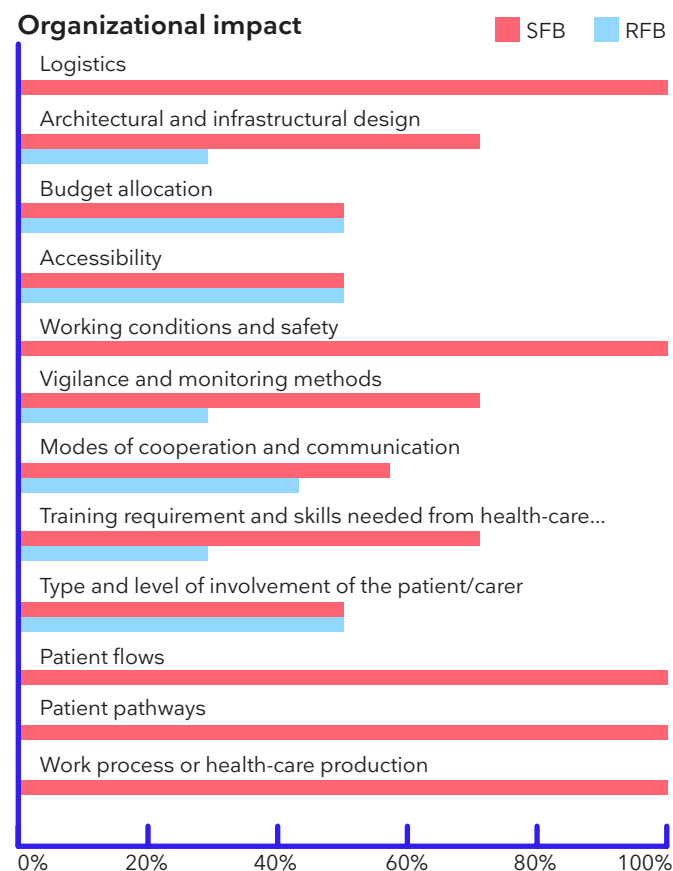 Organizational impact
SFB
RFB
Logistics
Architectural and infrastructural design
Budget allocation
Accessibility
Working conditions and safety
Vigilance and monitoring methods
Modes of cooperation and communication
Training requirement and skills needed from health-care...
Type and level of involvement of the patient/carer
Patient flows
Patient pathways
Work process or health-care production
0% 20% 40% 60% 80% 100%